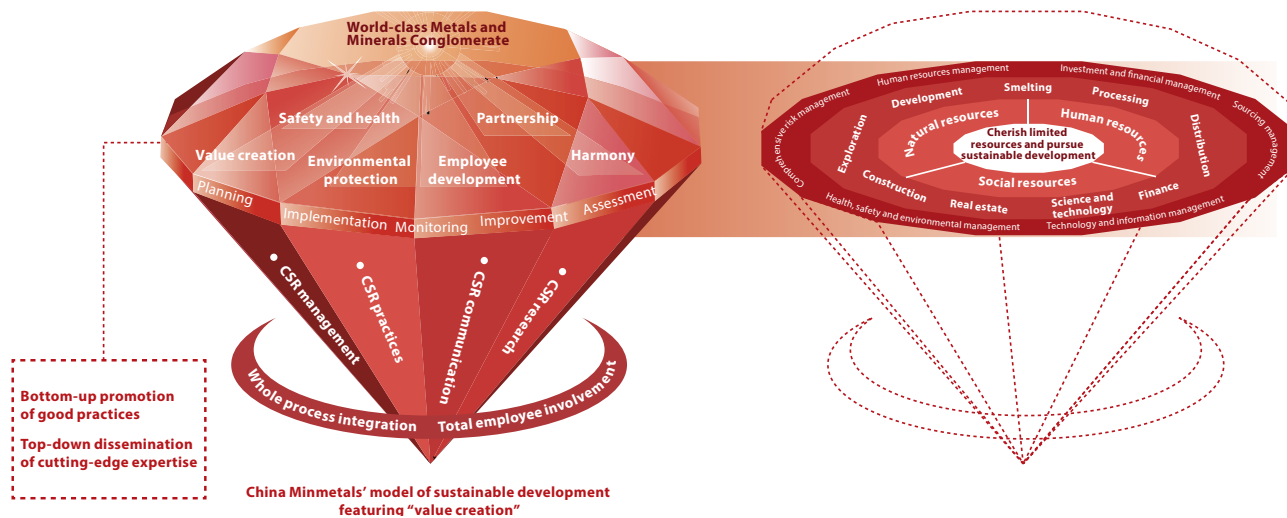 World-class Metals and
Minerals Conglomerate
Safety and health
Partnership
Value creation
Environmental
protection
Employee
development
Harmony
Planning
Implementation
Monitoring
Improvement
Assessment
• CSR management
• CSR practices
• CSR communication
• CSR research
Whole process integration
Total employee involvement
Bottom-up promotion
of good practices
Top-down dissemination
of cutting-edge expertise
China Minmetals’ model of sustainable development
featuring “value creation”
Comprehensive risk management
Human resources management
Investment and financial management
Sourcing management
Health, safety and environmental management
Technology and information management
Exploration
Development
Smelting
Processing
Distribution
Construction
Real estate
Science and
technology
Finance
Natural resources
Human resources
Social resources
Cherish limited
resources and pursue
sustainable development